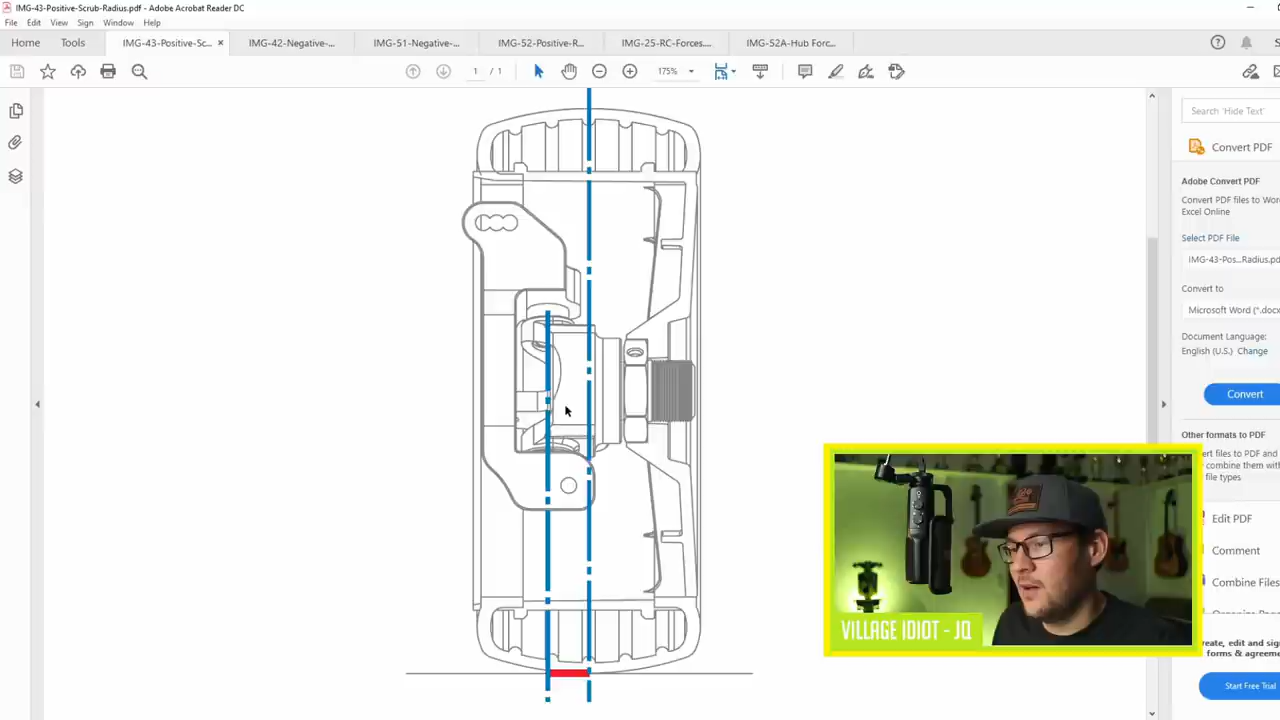 IMG-43-Positive-Scrub-Radius.pdf - Adobe Acrobat Reader DC
File Edit View Sign Window Help
Home Tools IMG-43-Positive-Sc... × IMG-42-Negative-... IMG-51-Negative-... IMG-52-Positive-R... IMG-25-RC-Forces.... IMG-52A-Hub Forc...
1 / 1 175%
Search 'Hide Text'
Convert PDF
Adobe Convert PDF
Convert PDF files to Wor
Excel Online
Select PDF File
IMG-43-Pos...Radius.pd
Convert to
Microsoft Word (*.docx
Document Language:
English (U.S.) Change
Convert
Other formats to PDF and
combine them with
file types.
Edit PDF
Comment
Combine Files
VILLAGE IDIOT - JQ
create, edit and sig
forms & agreeme
Start Free Trial